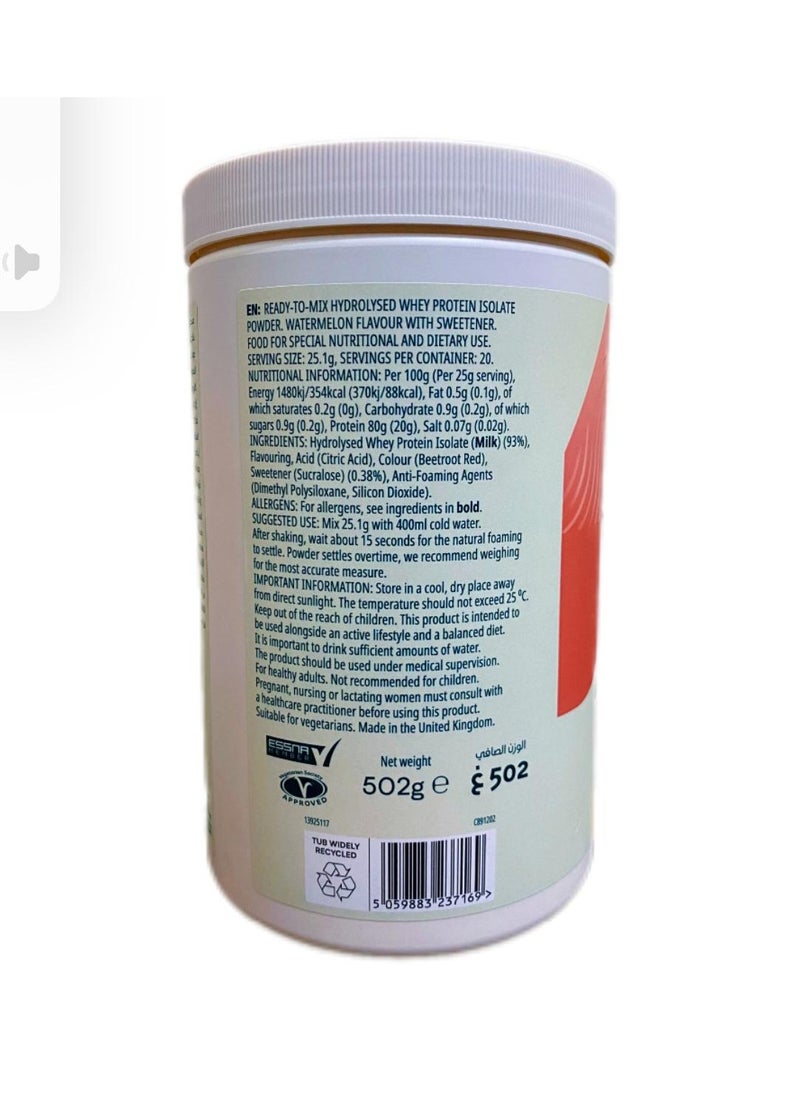 EN: READY-TO-MIX HYDROLYSED WHEY PROTEIN ISOLATE
POWDER. WATERMELON FLAVOUR WITH SWEETENER.
FOOD FOR SPECIAL NUTRITIONAL AND DIETARY USE.
SERVING SIZE: 25.1g, SERVINGS PER CONTAINER: 20.
NUTRITIONAL INFORMATION: Per 100g (Per 25g serving),
Energy 1480kj/354kcal (370kj/88kcal), Fat 0.5g (0.1g), of
which saturates 0.2g (0g), Carbohydrate 0.9g (0.2g), of which
sugars 0.9g (0.2g), Protein 80g (20g), Salt 0.07g (0.02g).
INGREDIENTS: Hydrolysed Whey Protein Isolate (Milk) (93%),
Flavouring, Acid (Citric Acid), Colour (Beetroot Red),
Sweetener (Sucralose) (0.38%), Anti-Foaming Agents
(Dimethyl Polysiloxane, Silicon Dioxide).
ALLERGENS: For allergens, see ingredients in bold.
SUGGESTED USE: Mix 25.1g with 400ml cold water.
After shaking, wait about 15 seconds for the natural foaming
to settle. Powder settles overtime, we recommend weighing
for the most accurate measure.
IMPORTANT INFORMATION: Store in a cool, dry place away
from direct sunlight. The temperature should not exceed 25 °C.
Keep out of the reach of children. This product is intended to
be used alongside an active lifestyle and a balanced diet.
It is important to drink sufficient amounts of water.
The product should be used under medical supervision.
For healthy adults. Not recommended for children.
Pregnant, nursing or lactating women must consult with
a healthcare practitioner before using this product.
Suitable for vegetarians. Made in the United Kingdom.
ESSNA
MEMBER
Vegetarian Society
APPROVED
Net weight
502g e
الوزن الصافي
502 غ
13925117
CB91202
TUB WIDELY
RECYCLED
5 059883 237169 >